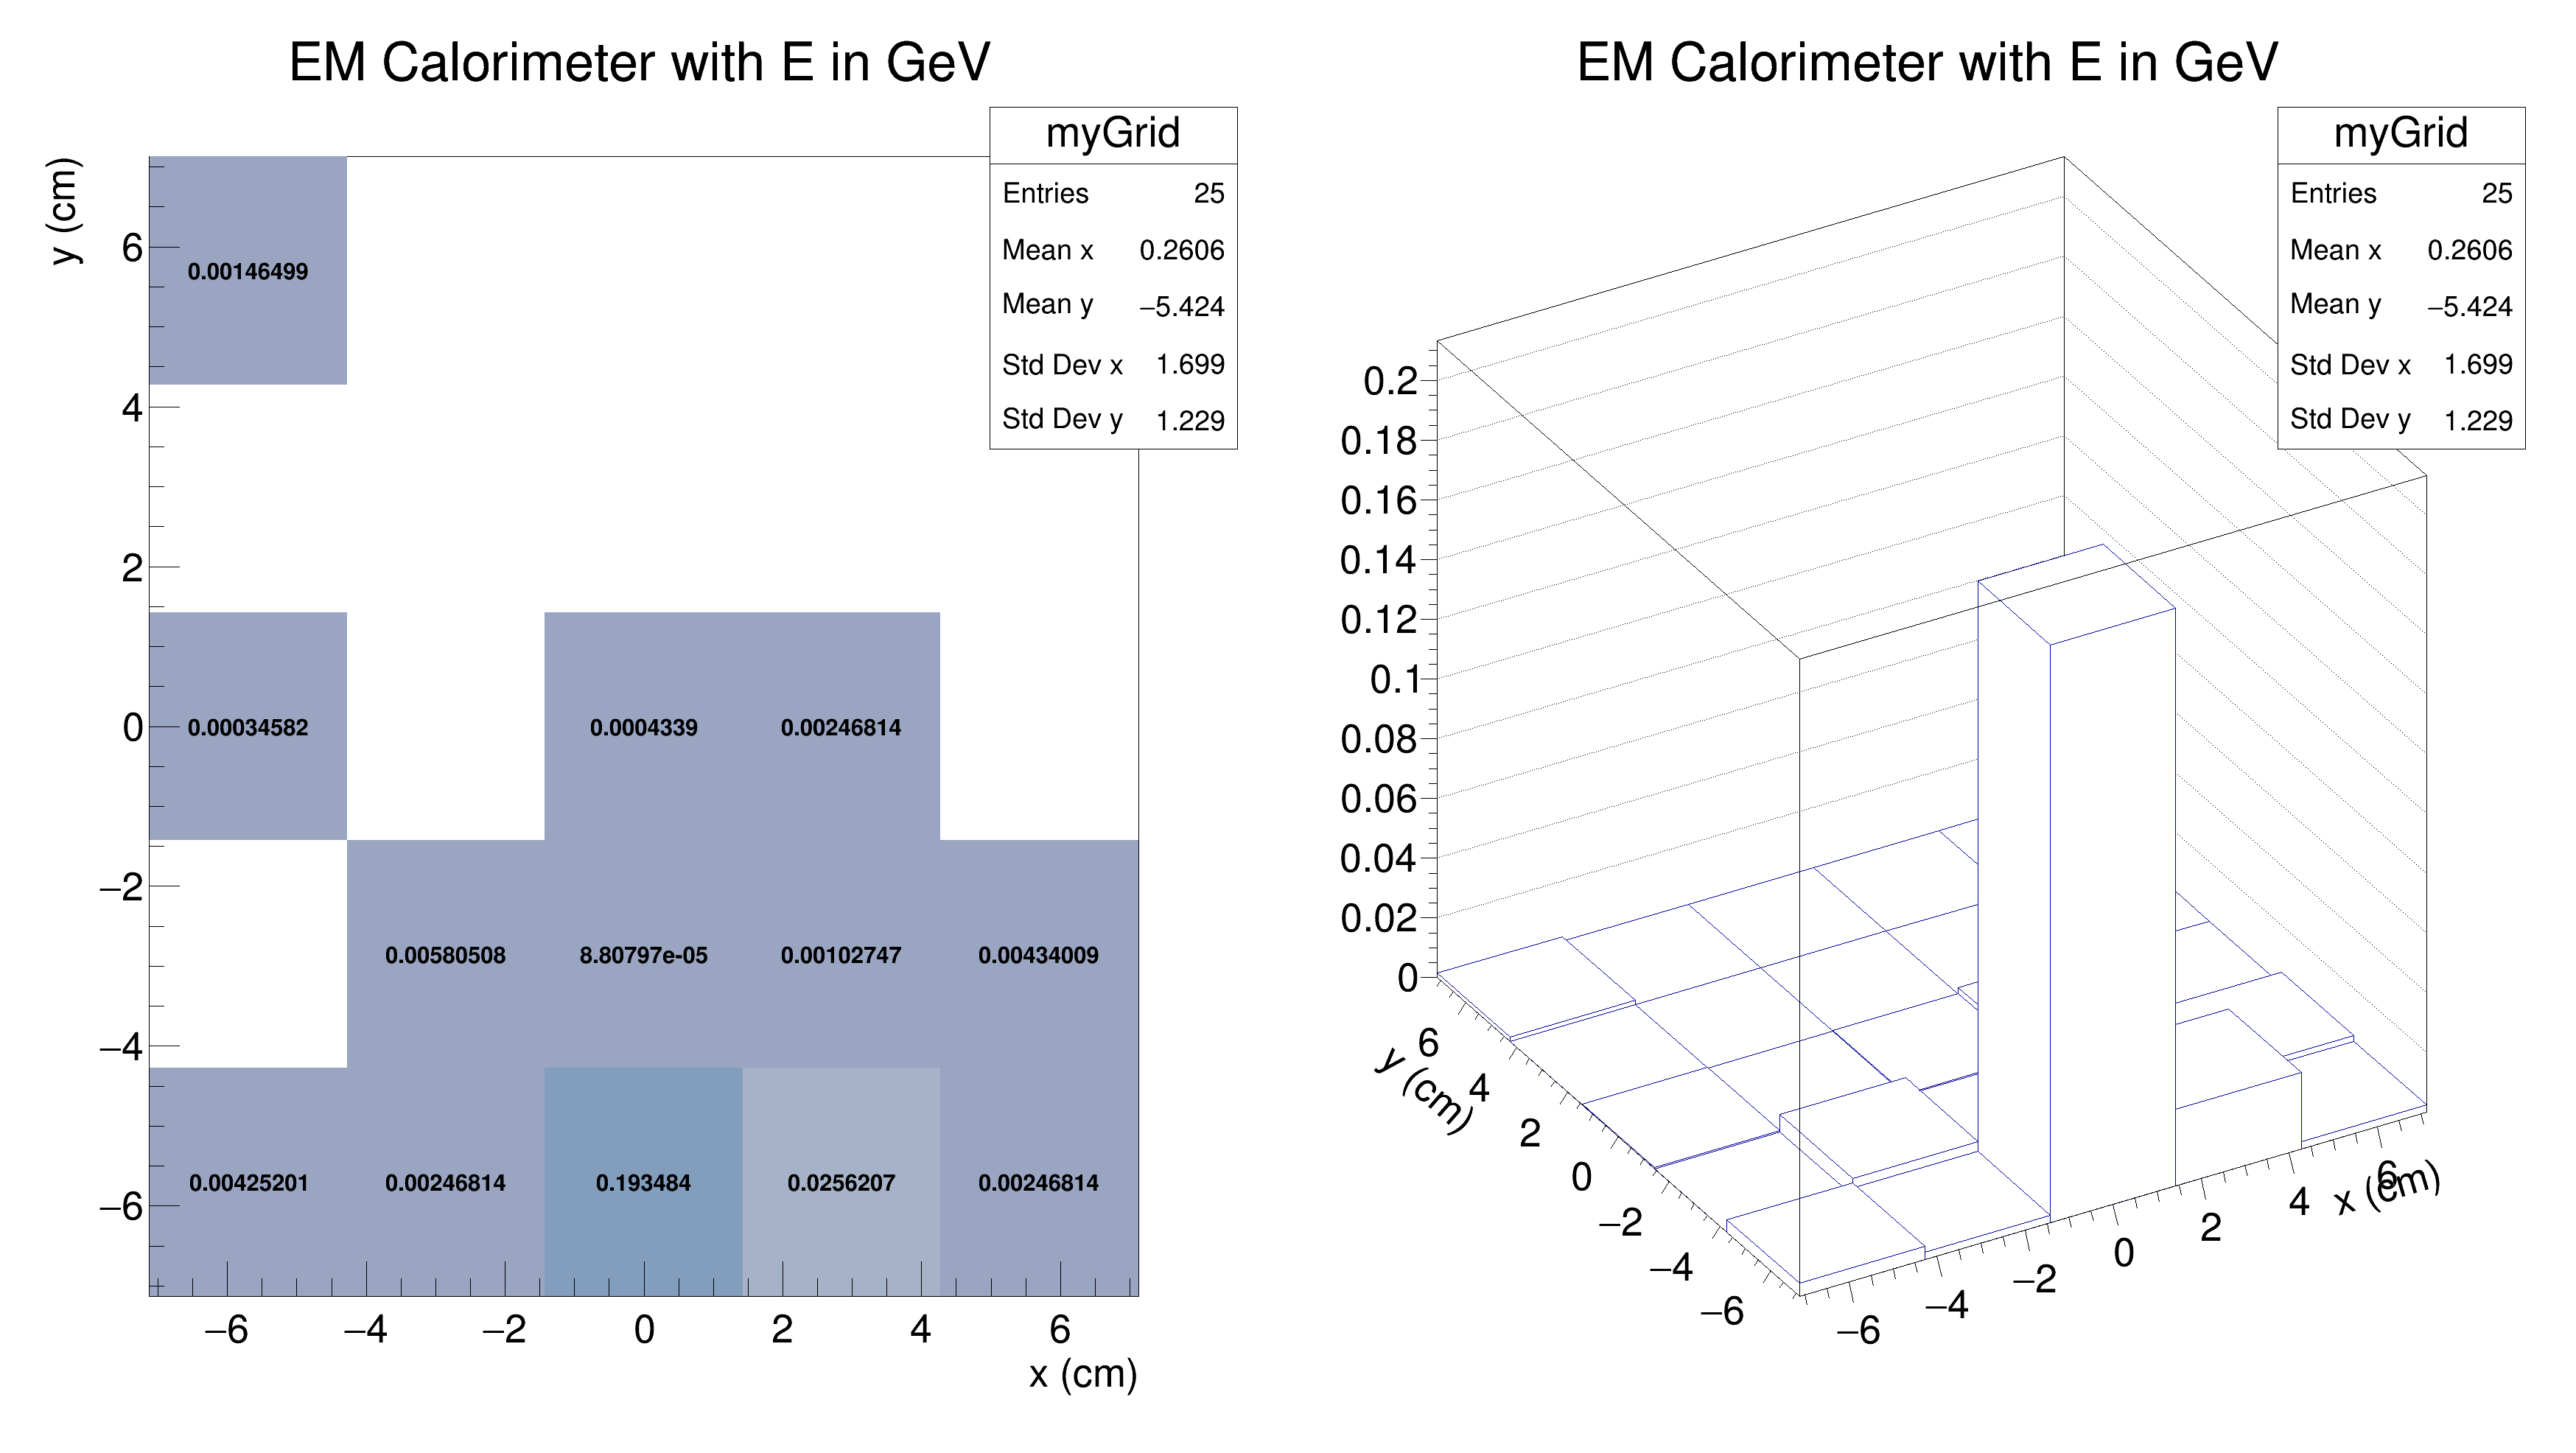 EM Calorimeter with E in GeV
myGrid
Entries 25
Mean x 0.2606
Mean y −5.424
Std Dev x 1.699
Std Dev y 1.229
y (cm)
6
4
2
0
−2
−4
−6
0.00146499
0.00034582 0.0004339 0.00246814
0.00580508 8.80797e-05 0.00102747 0.00434009
0.00425201 0.00246814 0.193484 0.0256207 0.00246814
−6 −4 −2 0 2 4 6
x (cm)
EM Calorimeter with E in GeV
myGrid
Entries 25
Mean x 0.2606
Mean y −5.424
Std Dev x 1.699
Std Dev y 1.229
0.2
0.18
0.16
0.14
0.12
0.1
0.08
0.06
0.04
0.02
0
6
4
2
0
−2
−4
−6
y (cm)
−6
−4
−2
0
2
4
6
x (cm)